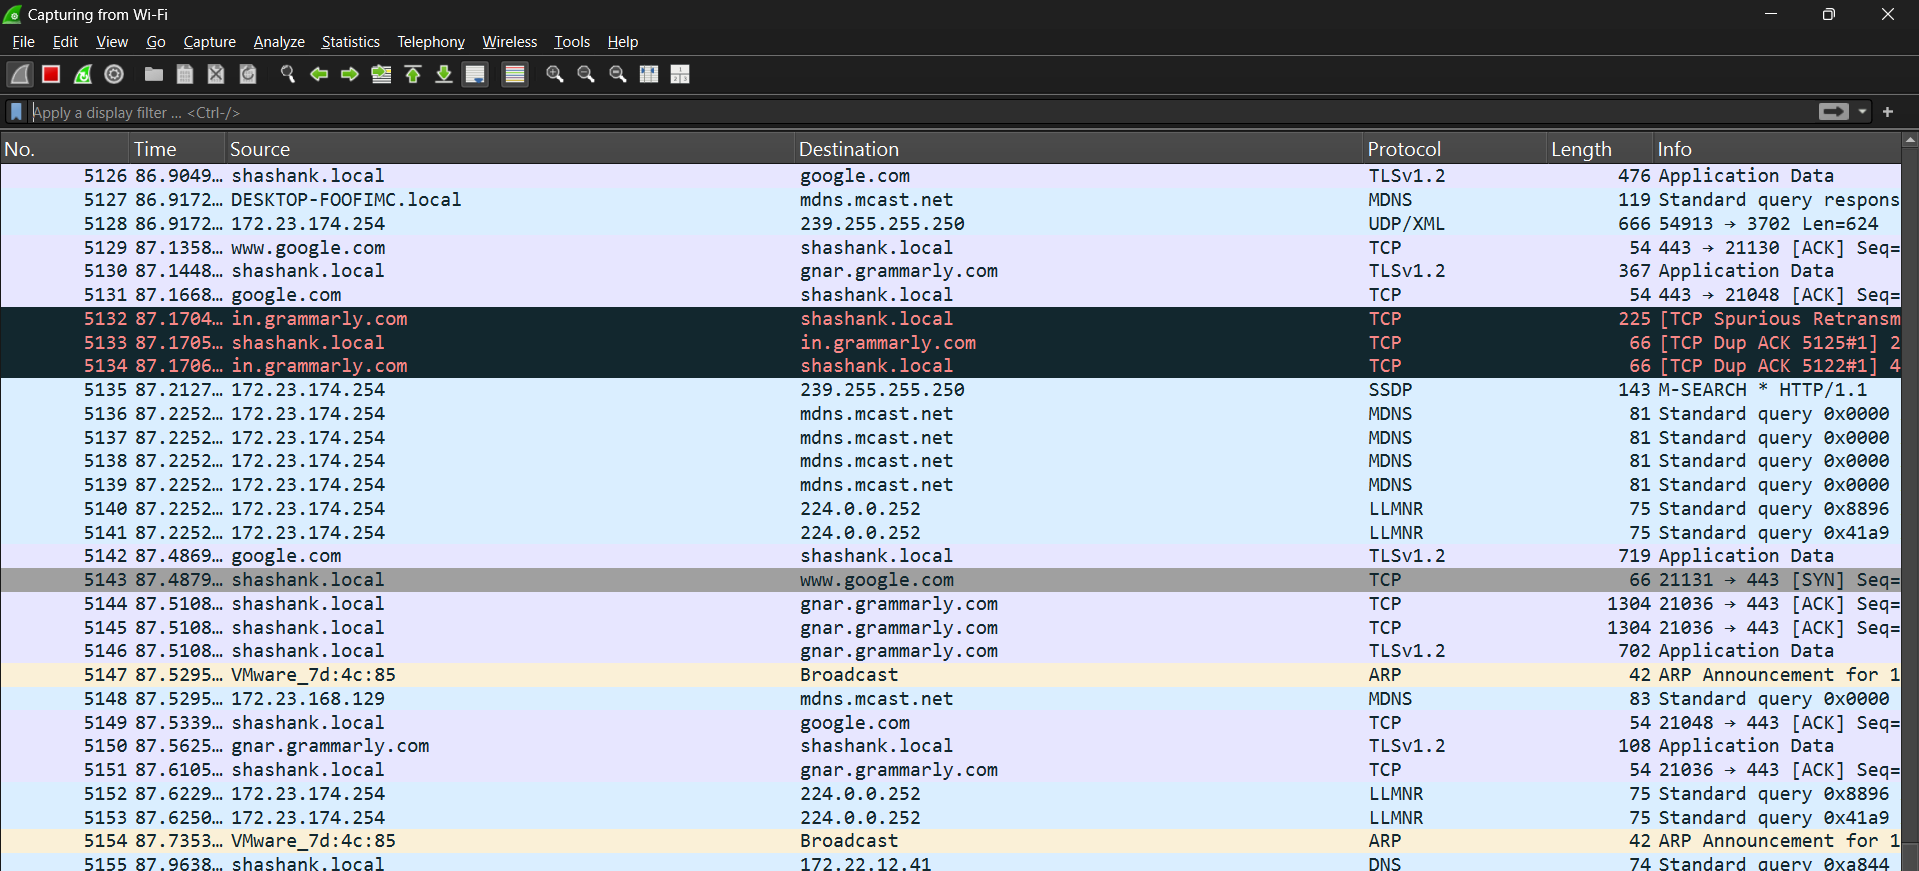 Capturing from Wi-Fi
File Edit View Go Capture Analyze Statistics Telephony Wireless Tools Help
Apply a display filter ... <Ctrl-/>
No. Time Source Destination Protocol Length Info
5126 86.9049… shashank.local google.com TLSv1.2 476 Application Data
5127 86.9172… DESKTOP-FOOFIMC.local mdns.mcast.net MDNS 119 Standard query respons
5128 86.9172… 172.23.174.254 239.255.255.250 UDP/XML 666 54913 → 3702 Len=624
5129 87.1358… www.google.com shashank.local TCP 54 443 → 21130 [ACK] Seq=
5130 87.1448… shashank.local gnar.grammarly.com TLSv1.2 367 Application Data
5131 87.1668… google.com shashank.local TCP 54 443 → 21048 [ACK] Seq=
5132 87.1704… in.grammarly.com shashank.local TCP 225 [TCP Spurious Retransm
5133 87.1705… shashank.local in.grammarly.com TCP 66 [TCP Dup ACK 5125#1] 2
5134 87.1706… in.grammarly.com shashank.local TCP 66 [TCP Dup ACK 5122#1] 4
5135 87.2127… 172.23.174.254 239.255.255.250 SSDP 143 M-SEARCH * HTTP/1.1
5136 87.2252… 172.23.174.254 mdns.mcast.net MDNS 81 Standard query 0x0000
5137 87.2252… 172.23.174.254 mdns.mcast.net MDNS 81 Standard query 0x0000
5138 87.2252… 172.23.174.254 mdns.mcast.net MDNS 81 Standard query 0x0000
5139 87.2252… 172.23.174.254 mdns.mcast.net MDNS 81 Standard query 0x0000
5140 87.2252… 172.23.174.254 224.0.0.252 LLMNR 75 Standard query 0x8896
5141 87.2252… 172.23.174.254 224.0.0.252 LLMNR 75 Standard query 0x41a9
5142 87.4869… google.com shashank.local TLSv1.2 719 Application Data
5143 87.4879… shashank.local www.google.com TCP 66 21131 → 443 [SYN] Seq=
5144 87.5108… shashank.local gnar.grammarly.com TCP 1304 21036 → 443 [ACK] Seq=
5145 87.5108… shashank.local gnar.grammarly.com TCP 1304 21036 → 443 [ACK] Seq=
5146 87.5108… shashank.local gnar.grammarly.com TLSv1.2 702 Application Data
5147 87.5295… VMware_7d:4c:85 Broadcast ARP 42 ARP Announcement for 1
5148 87.5295… 172.23.168.129 mdns.mcast.net MDNS 83 Standard query 0x0000
5149 87.5339… shashank.local google.com TCP 54 21048 → 443 [ACK] Seq=
5150 87.5625… gnar.grammarly.com shashank.local TLSv1.2 108 Application Data
5151 87.6105… shashank.local gnar.grammarly.com TCP 54 21036 → 443 [ACK] Seq=
5152 87.6229… 172.23.174.254 224.0.0.252 LLMNR 75 Standard query 0x8896
5153 87.6250… 172.23.174.254 224.0.0.252 LLMNR 75 Standard query 0x41a9
5154 87.7353… VMware_7d:4c:85 Broadcast ARP 42 ARP Announcement for 1
5155 87.9638… shashank.local 172.22.12.41 DNS 74 Standard query 0xa844